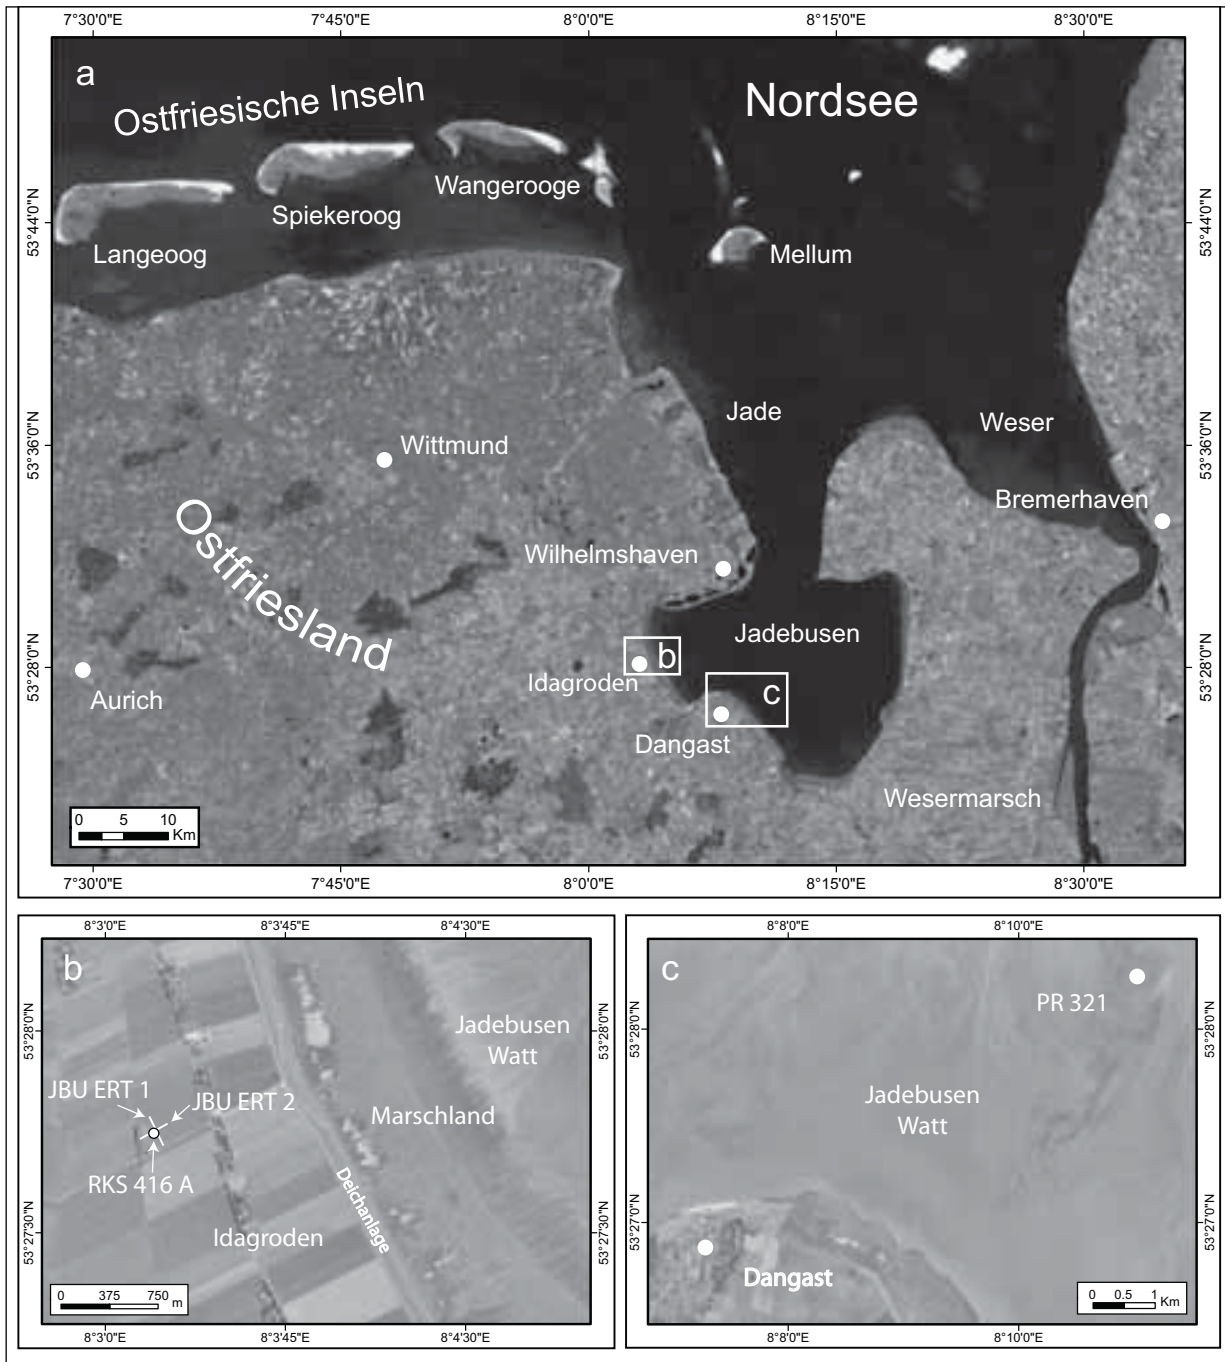 7°30'0"E 7°45'0"E 8°0'0"E 8°15'0"E 8°30'0"E
a
Ostfriesische Inseln
Nordsee
Wangerooge
Spiekeroog
Langeoog
Mellum
53°44'0"N 53°44'0"N
Jade
Weser
Wittmund
53°36'0"N 53°36'0"N
Bremerhaven
Ostfriesland
Wilhelmshaven
Jadebusen
b
Idagroden
c
53°28'0"N 53°28'0"N
Aurich
Dangast
Wesermarsch
0 5 10
Km
7°30'0"E 7°45'0"E 8°0'0"E 8°15'0"E 8°30'0"E
8°3'0"E 8°3'45"E 8°4'30"E
b
Jadebusen
Watt
53°28'0"N 53°28'0"N
JBU ERT 1
JBU ERT 2
Marschland
RKS 416 A
Deichanlage
Idagroden
53°27'30"N 53°27'30"N
0 375 750
m
8°3'0"E 8°3'45"E 8°4'30"E
8°8'0"E 8°10'0"E
c
PR 321
53°28'0"N 53°28'0"N
Jadebusen
Watt
53°27'0"N 53°27'0"N
Dangast
0 0.5 1
Km
8°8'0"E 8°10'0"E